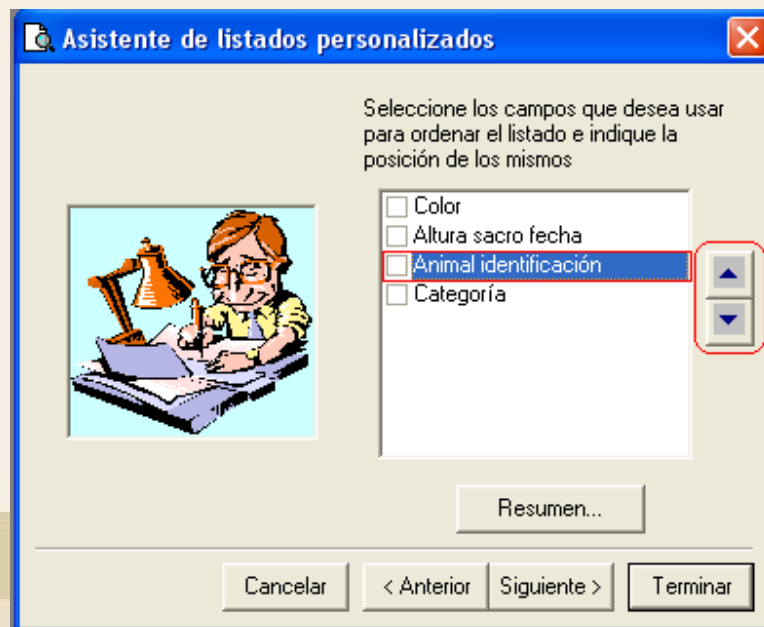 Asistente de listados personalizados
Seleccione los campos que desea usar
para ordenar el listado e indique la
posición de los mismos
Color
Altura sacro fecha
Animal identificación
Categoría
Resumen...
Cancelar
< Anterior
Siguiente >
Terminar